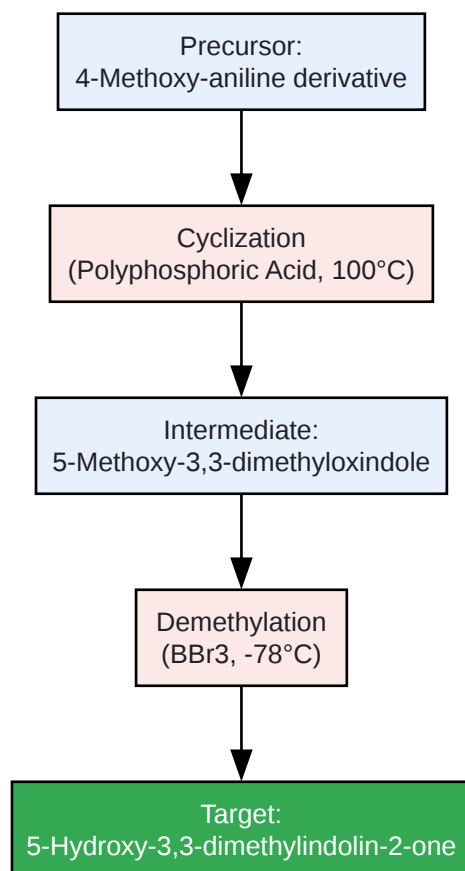 Precursor:
4-Methoxy-aniline derivative
Cyclization
(Polyphosphoric Acid, 100°C)
Intermediate:
5-Methoxy-3,3-dimethyloxindole
Demethylation
(BBr3, -78°C)
Target:
5-Hydroxy-3,3-dimethylindolin-2-one